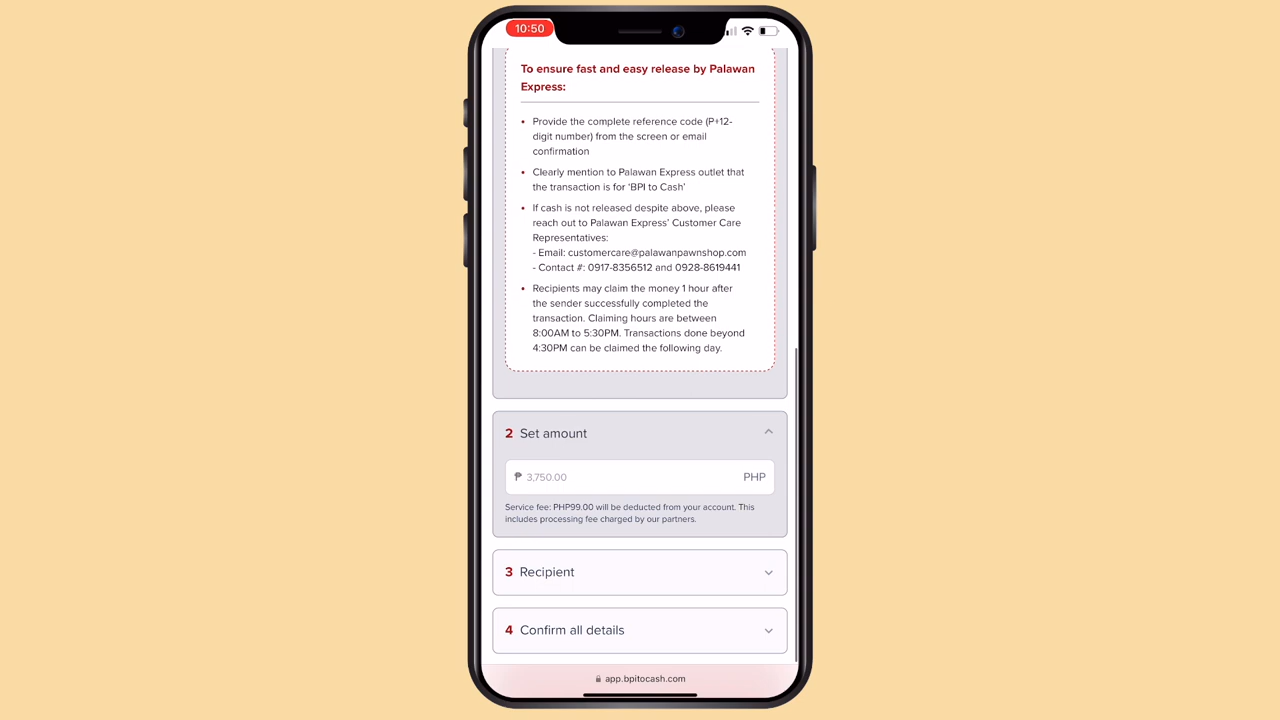 10:50
To ensure fast and easy release by Palawan
Express:
• Provide the complete reference code (P+12-
digit number) from the screen or email
confirmation
• Clearly mention to Palawan Express outlet that
the transaction is for 'BPI to Cash'
• If cash is not released despite above, please
reach out to Palawan Express' Customer Care
Representatives:
- Email: customercare@palawanpawnshop.com
- Contact #: 0917-8356512 and 0928-8619441
• Recipients may claim the money 1 hour after
the sender successfully completed the
transaction. Claiming hours are between
8:00AM to 5:30PM. Transactions done beyond
4:30PM can be claimed the following day.
2 Set amount
₱ 3,750.00 PHP
Service fee: PHP99.00 will be deducted from your account. This
includes processing fee charged by our partners.
3 Recipient
4 Confirm all details
app.bpitocash.com